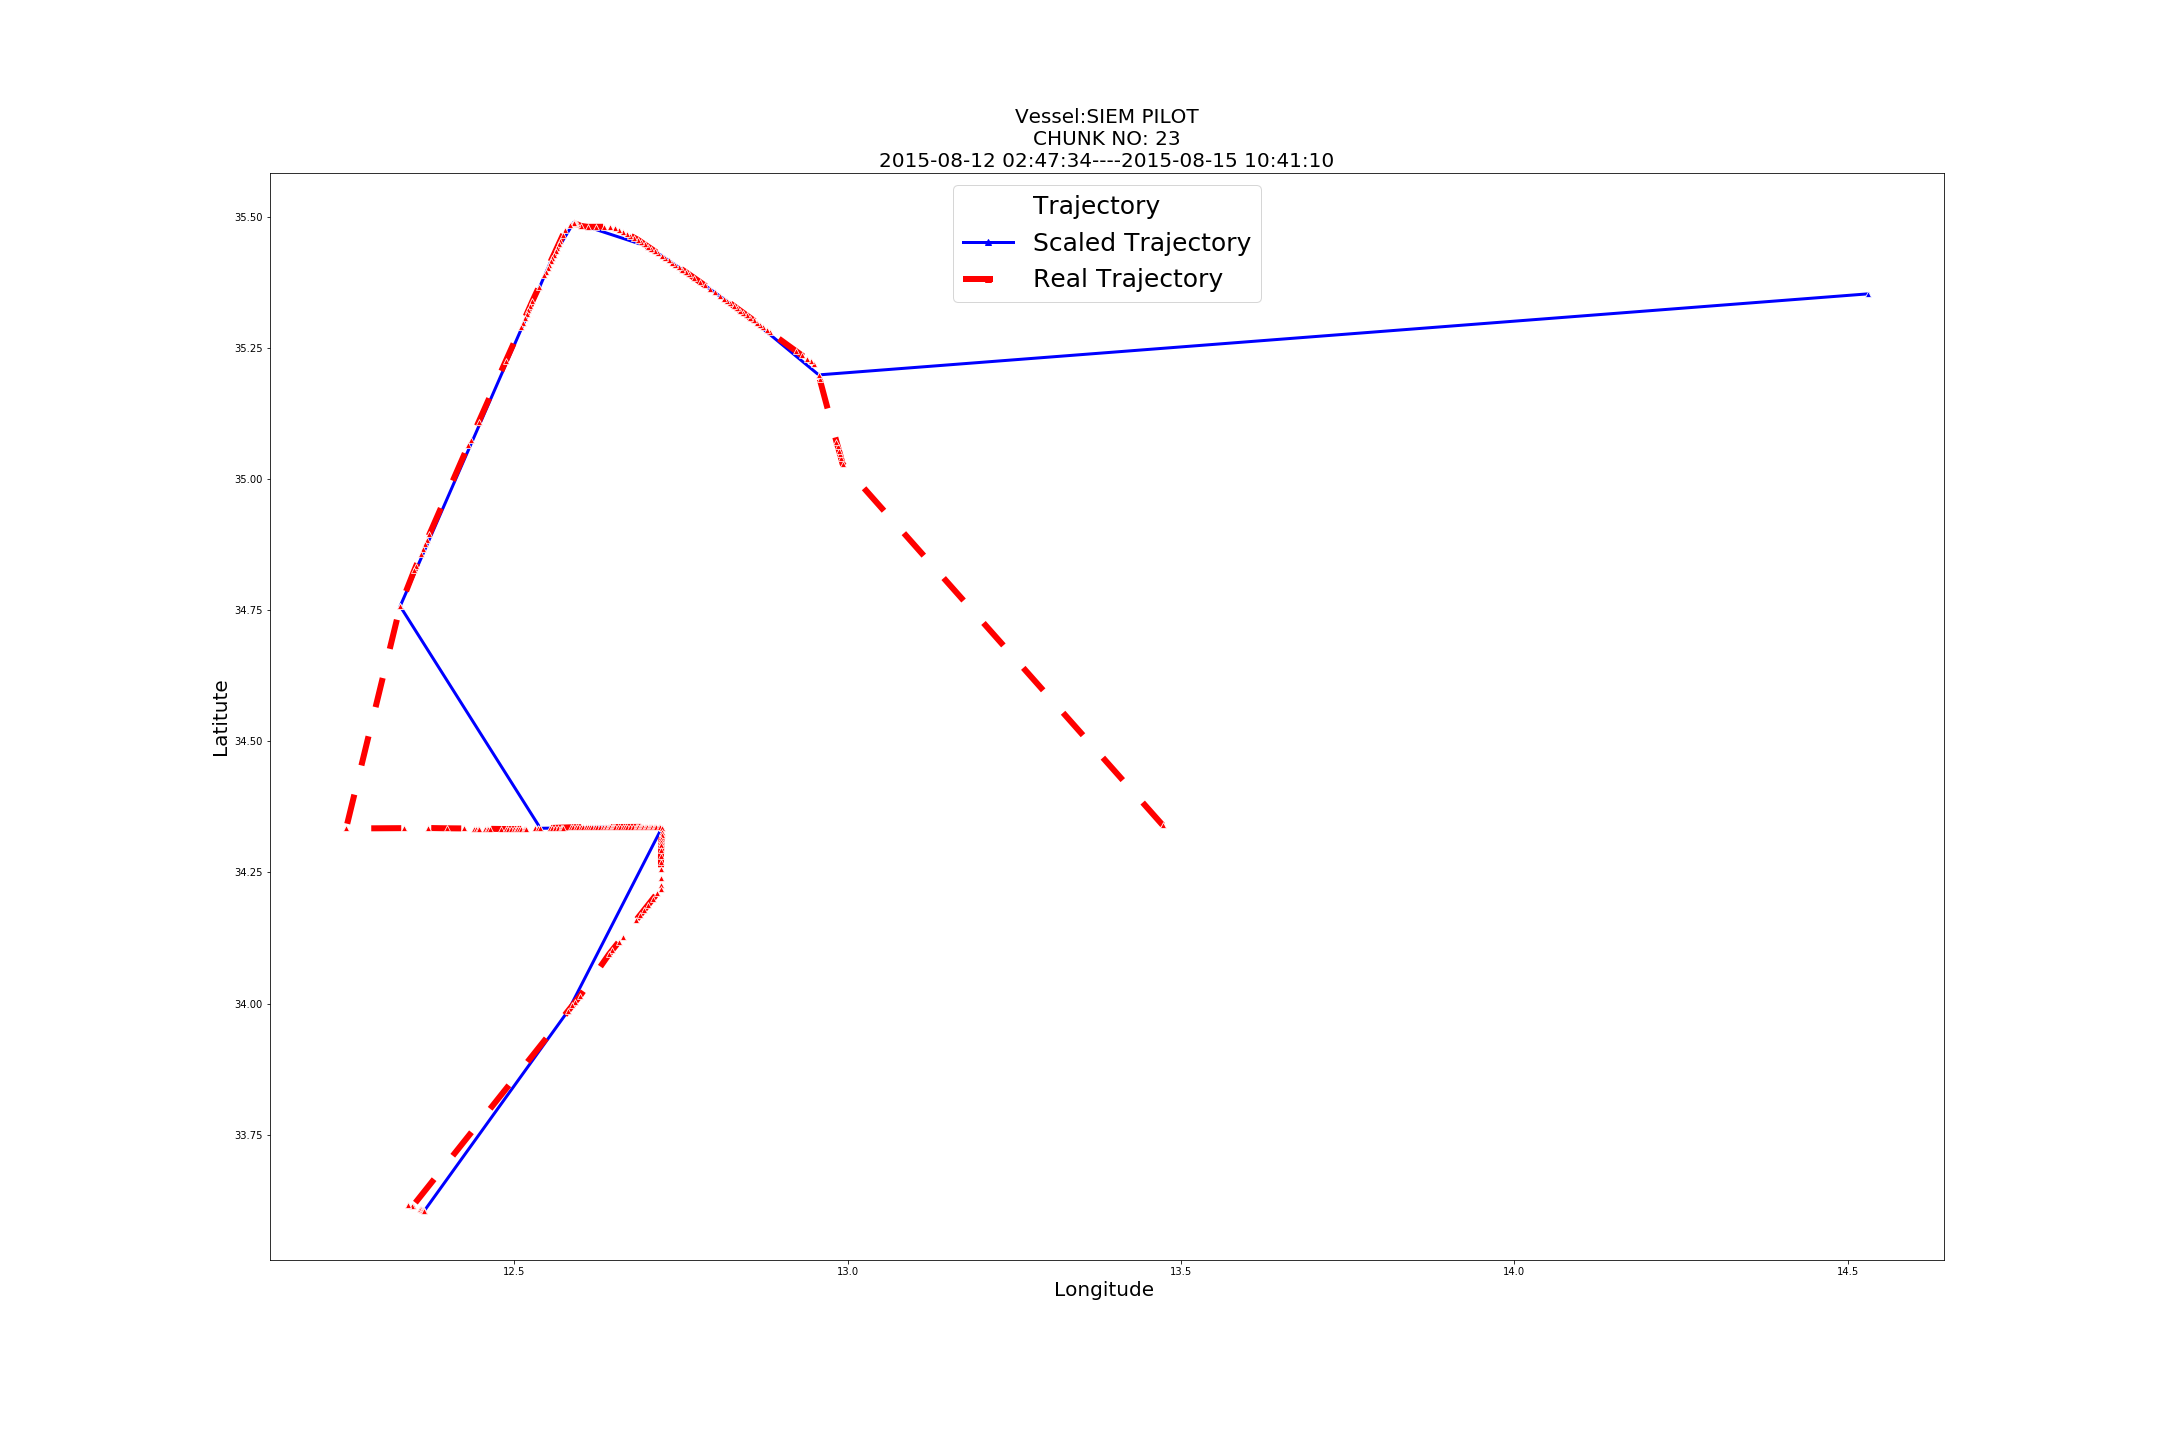 Vessel:SIEM PILOT
CHUNK NO: 23
2015-08-12 02:47:34----2015-08-15 10:41:10
Trajectory
Scaled Trajectory
Real Trajectory
35.50
35.25
35.00
34.75
34.50
34.25
34.00
33.75
Latitute
12.5
13.0
13.5
14.0
14.5
Longitude